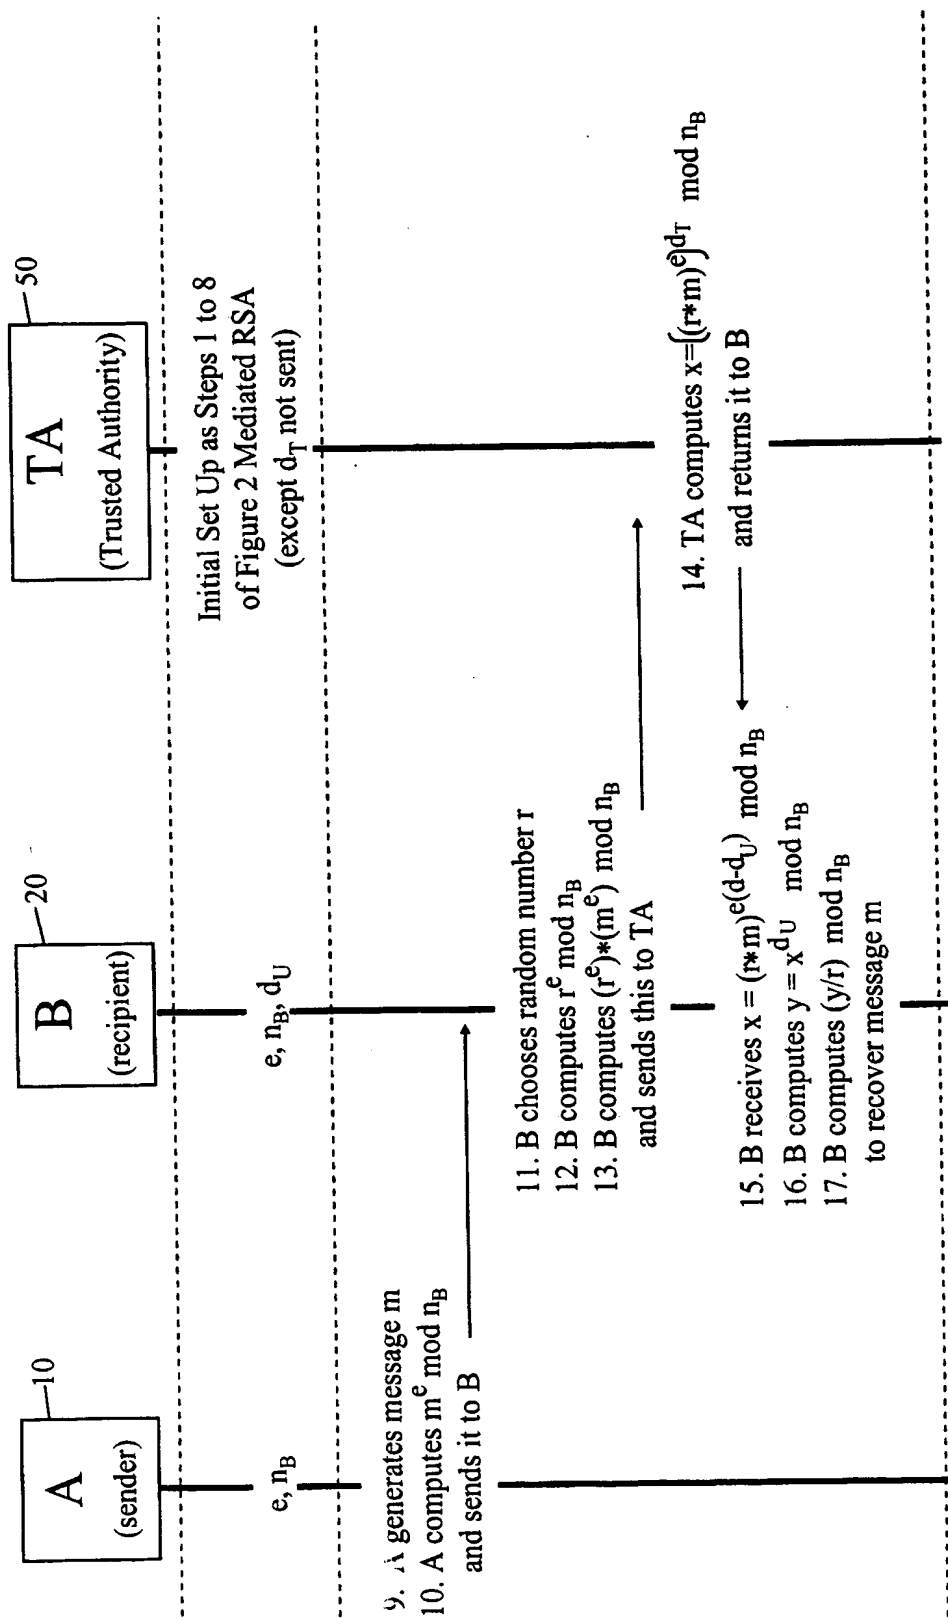 A
(sender)
10
B
(recipient)
20
TA
(Trusted Authority)
50
e, n_B
e, n_B, d_U
Initial Set Up as Steps 1 to 8
of Figure 2 Mediated RSA
(except d_T not sent)
9. A generates message m
10. A computes m^e mod n_B
and sends it to B
11. B chooses random number r
12. B computes r^e mod n_B
13. B computes (r^e)*(m^e) mod n_B
and sends this to TA
14. TA computes x=[(r*m)^e]^d_T mod n_B
and returns it to B
15. B receives x = (r*m)^e(d-d_U) mod n_B
16. B computes y = x^d_U mod n_B
17. B computes (y/r) mod n_B
to recover message m